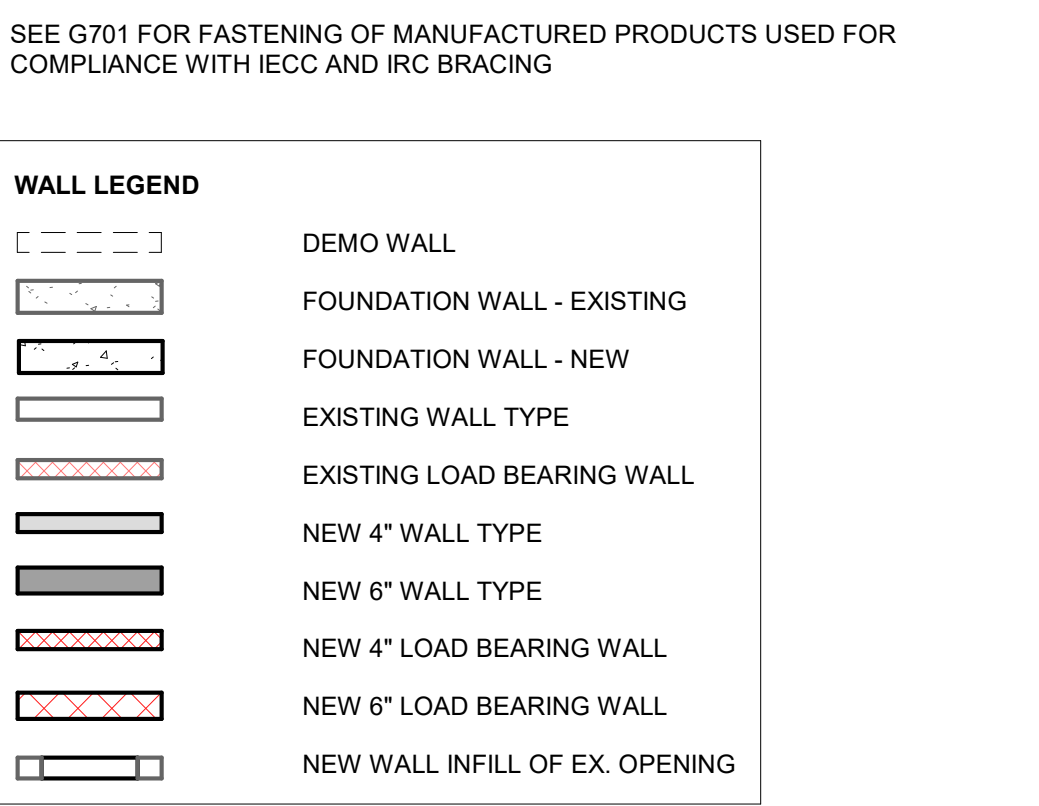 SEE G701 FOR FASTENING OF MANUFACTURED PRODUCTS USED FOR
COMPLIANCE WITH IECC AND IRC BRACING
WALL LEGEND
DEMO WALL
FOUNDATION WALL - EXISTING
FOUNDATION WALL - NEW
EXISTING WALL TYPE
EXISTING LOAD BEARING WALL
NEW 4" WALL TYPE
NEW 6" WALL TYPE
NEW 4" LOAD BEARING WALL
NEW 6" LOAD BEARING WALL
NEW WALL INFILL OF EX. OPENING